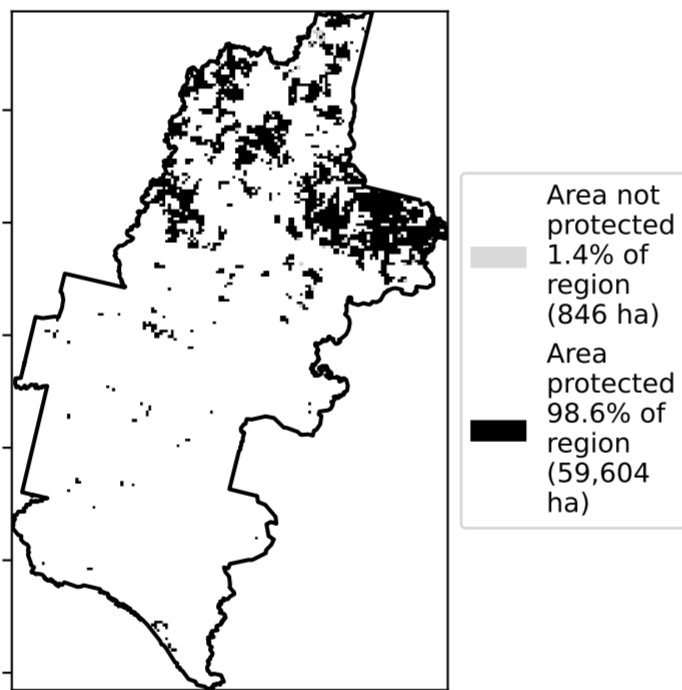 Area not
protected
1.4% of
region
(846 ha)
Area
protected
98.6% of
region
(59,604
ha)